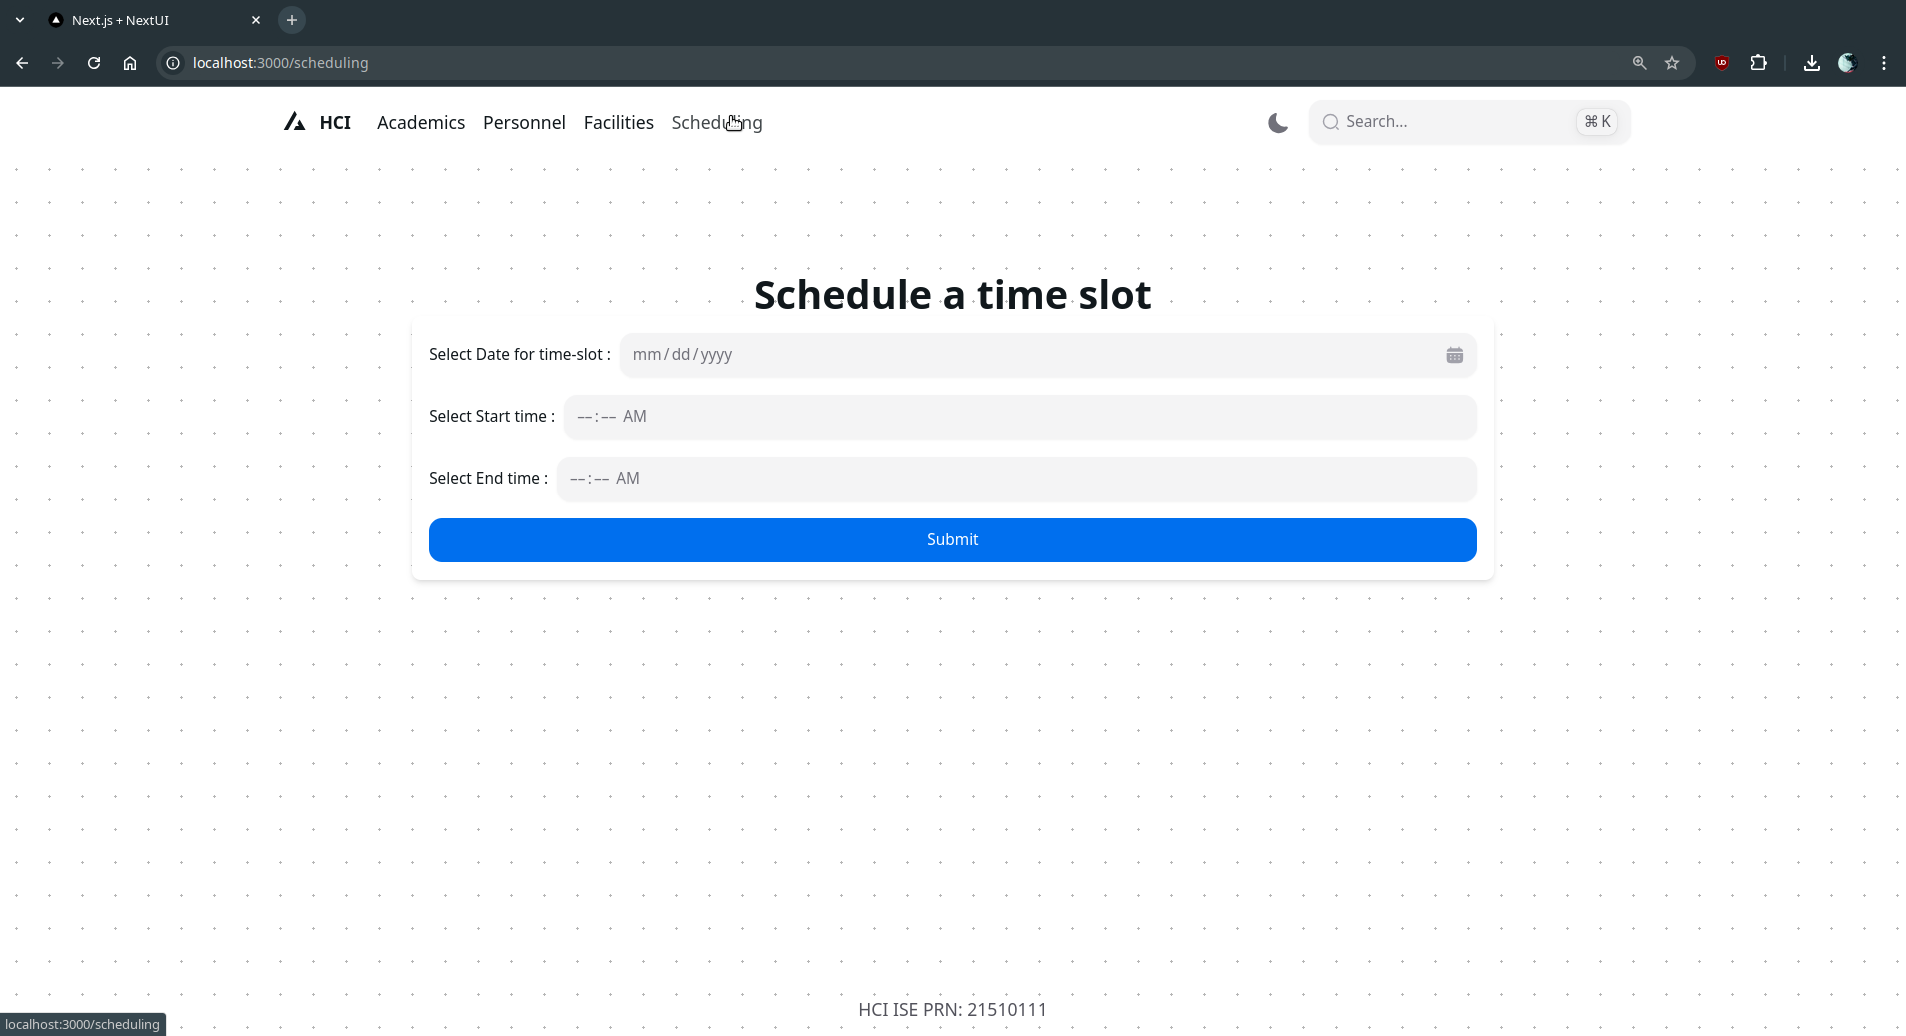 Next.js + NextUI
localhost:3000/scheduling
HCI Academics Personnel Facilities Scheduling Search... ⌘ K
Schedule a time slot
Select Date for time-slot : mm/dd/yyyy
Select Start time : ––:–– AM
Select End time : ––:–– AM
Submit
HCI ISE PRN: 21510111
localhost:3000/scheduling